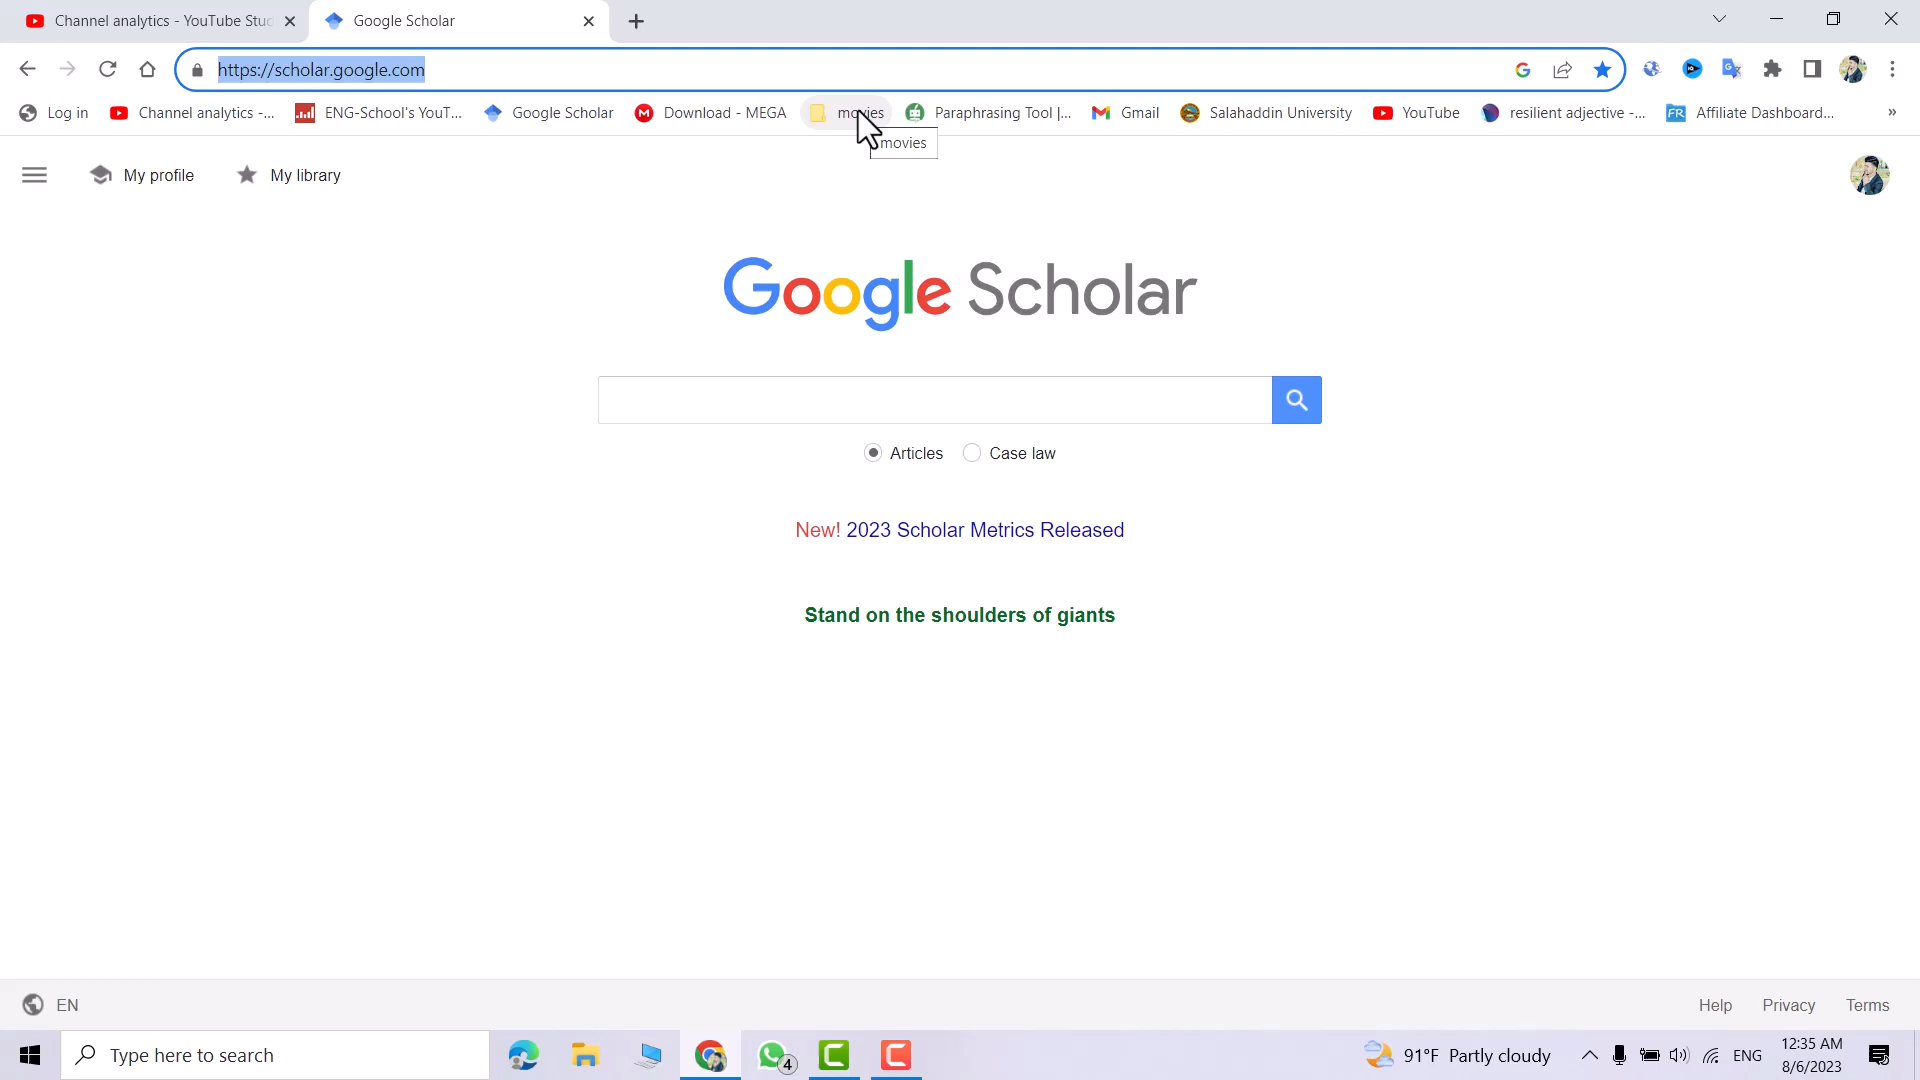 Channel analytics - YouTube Stud
Google Scholar
https://scholar.google.com
Log in
Channel analytics -...
ENG-School's YouT...
Google Scholar
Download - MEGA
movies
Paraphrasing Tool |...
Gmail
Salahaddin University
YouTube
resilient adjective -...
FR
Affiliate Dashboard...
»
movies
My profile
My library
Google Scholar
Articles
Case law
New! 2023 Scholar Metrics Released
Stand on the shoulders of giants
EN
Help
Privacy
Terms
Type here to search
4
91°F Partly cloudy
ENG
12:35 AM
8/6/2023